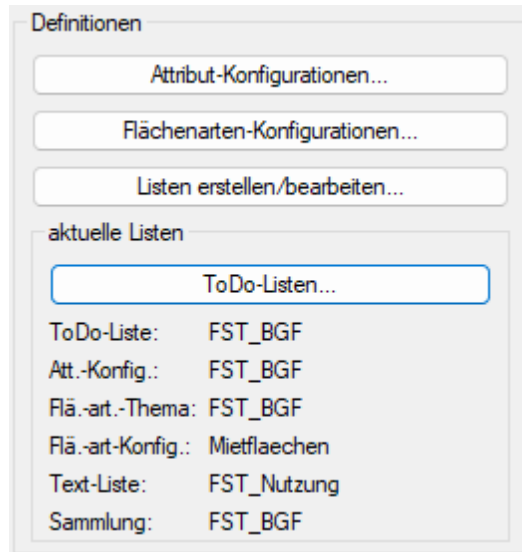 Definitionen
Attribut-Konfigurationen...
Flächenarten-Konfigurationen...
Listen erstellen/bearbeiten...
aktuelle Listen
ToDo-Listen...
ToDo-Liste: FST_BGF
Att.-Konfig.: FST_BGF
Flä.-art.-Thema: FST_BGF
Flä.-art-Konfig.: Mietflaechen
Text-Liste: FST_Nutzung
Sammlung: FST_BGF